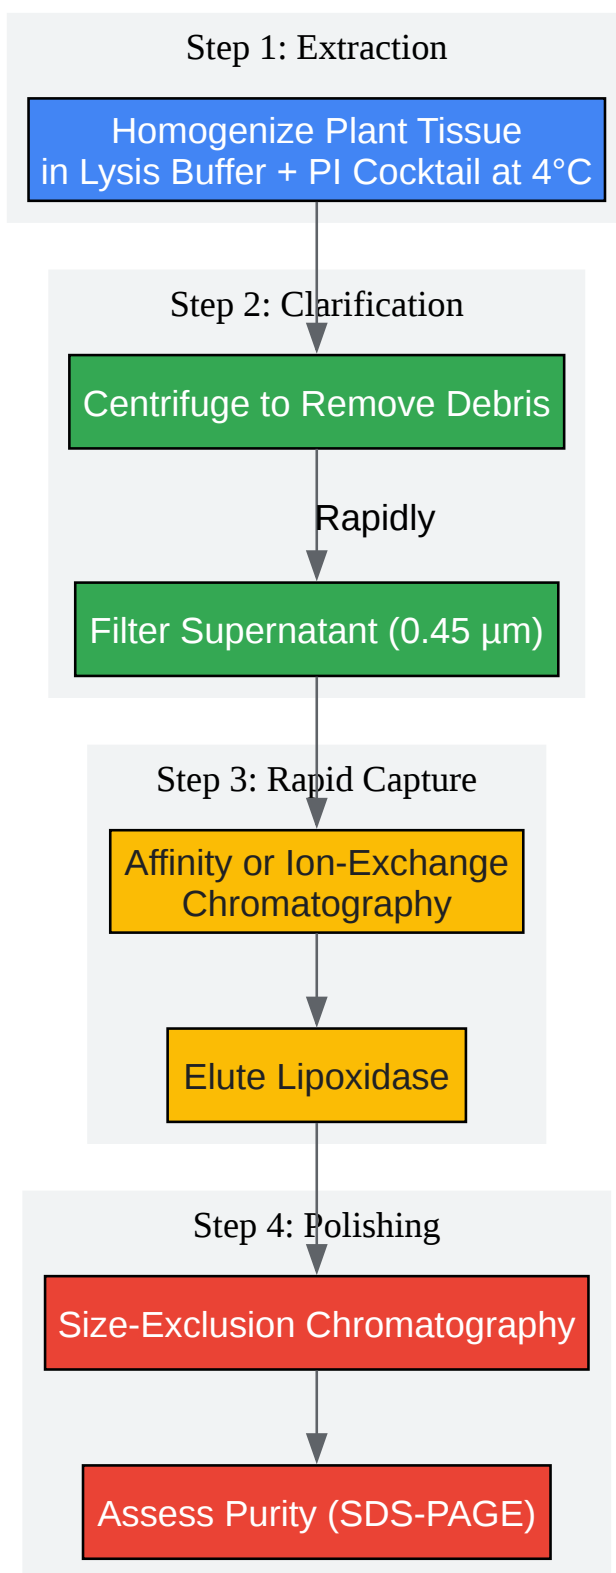 Step 1: Extraction
Homogenize Plant Tissue
in Lysis Buffer + PI Cocktail at 4°C
Step 2: Clarification
Centrifuge to Remove Debris
Rapidly
Filter Supernatant (0.45 µm)
Step 3: Rapid Capture
Affinity or Ion-Exchange
Chromatography
Elute Lipoxidase
Step 4: Polishing
Size-Exclusion Chromatography
Assess Purity (SDS-PAGE)